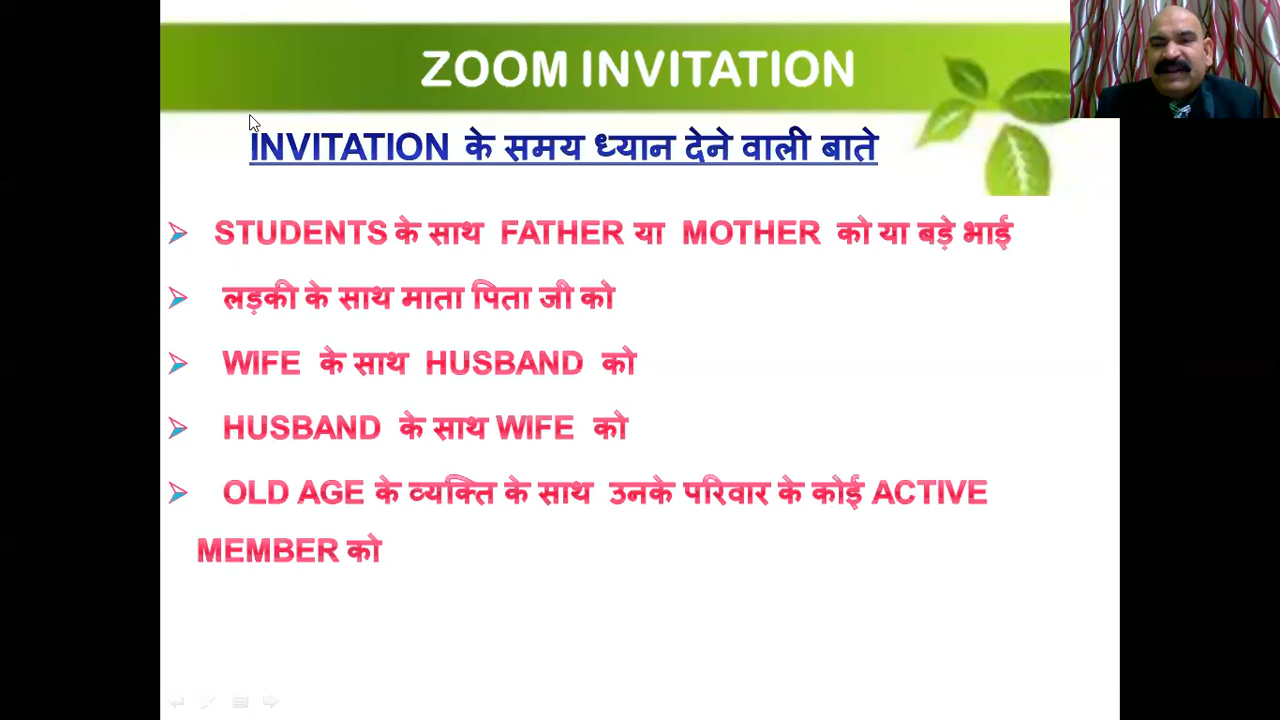 ZOOM INVITATION
INVITATION के समय ध्यान देने वाली बाते
STUDENTS के साथ FATHER या MOTHER को या बड़े भाई
लड़की के साथ माता पिता जी को
WIFE के साथ HUSBAND को
HUSBAND के साथ WIFE को
OLD AGE के व्यक्ति के साथ उनके परिवार के कोई ACTIVE
MEMBER को